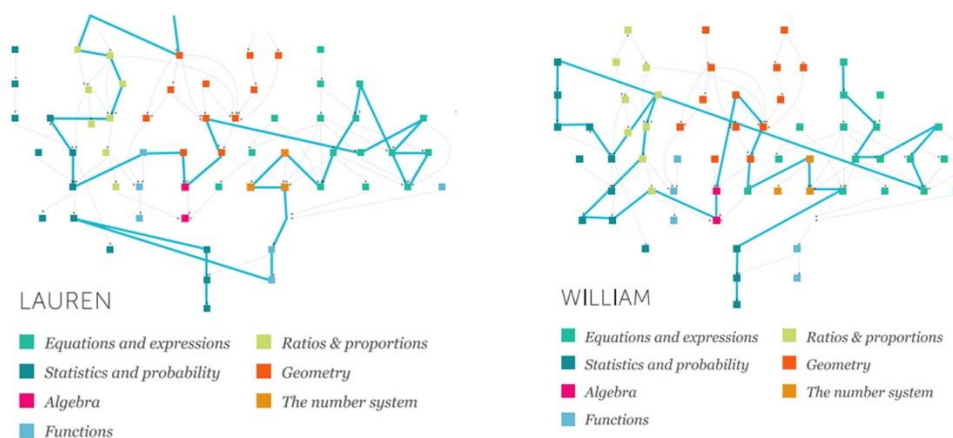 LAUREN
Equations and expressions
Statistics and probability
Algebra
Functions
Ratios & proportions
Geometry
The number system
WILLIAM
Equations and expressions
Statistics and probability
Algebra
Functions
Ratios & proportions
Geometry
The number system